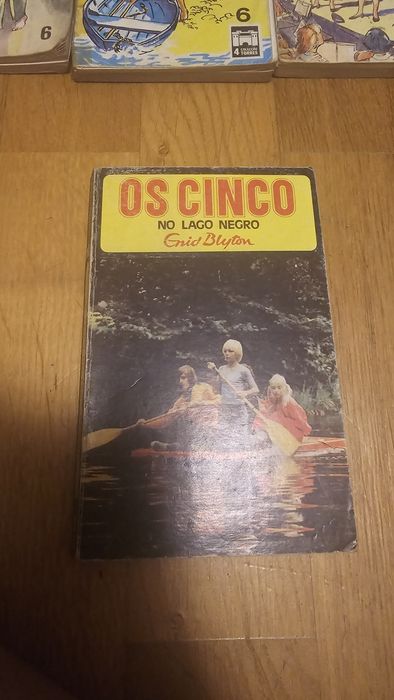 6
6
4 COLECÇÃO
TORRES
OS CINCO
NO LAGO NEGRO
Enid Blyton